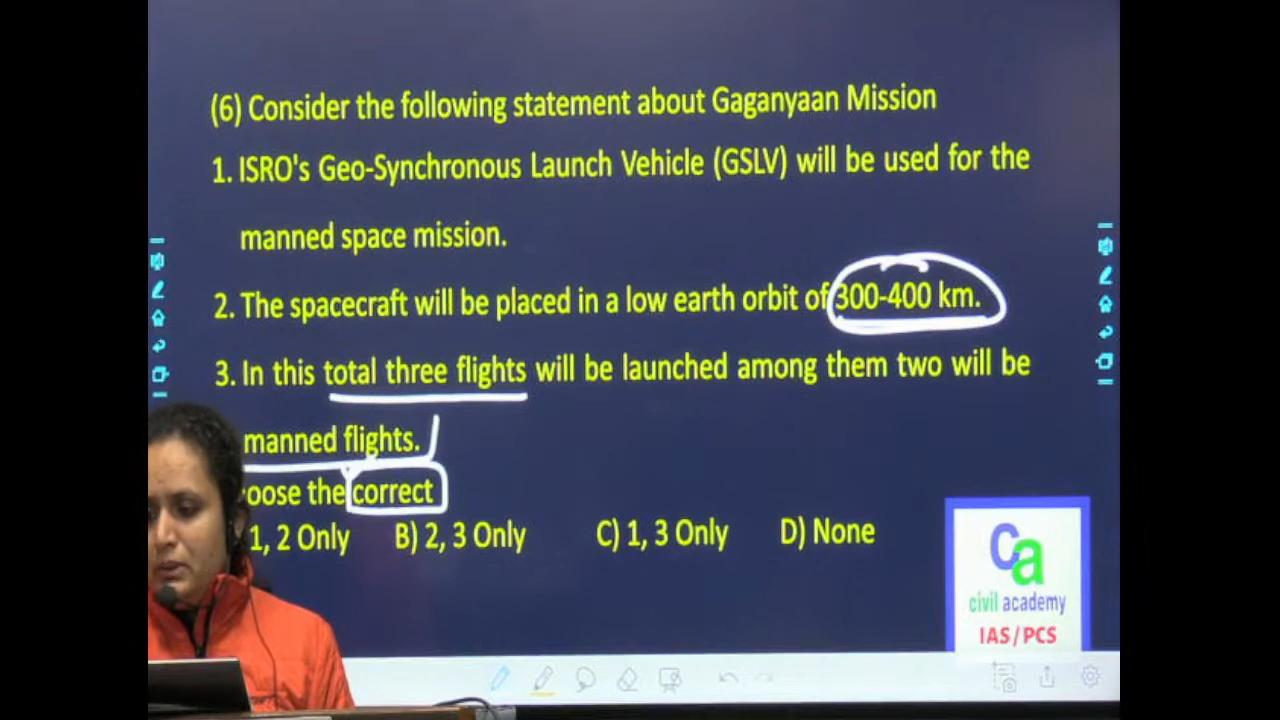 (6) Consider the following statement about Gaganyaan Mission
1. ISRO's Geo-Synchronous Launch Vehicle (GSLV) will be used for the
manned space mission.
2. The spacecraft will be placed in a low earth orbit of 300-400 km.
3. In this total three flights will be launched among them two will be
manned flights.
oose the correct
1, 2 Only B) 2, 3 Only C) 1, 3 Only D) None
Ca
civil academy
IAS/PCS